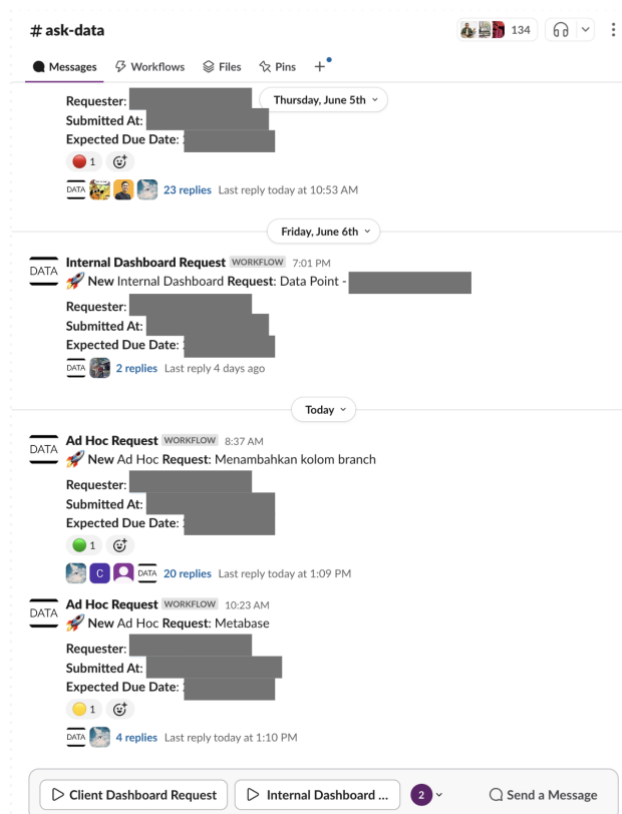 # ask-data
134
Messages
Workflows
Files
Pins
+
Requester:
Thursday, June 5th
Submitted At:
Expected Due Date:
1
DATA
23 replies Last reply today at 10:53 AM
Friday, June 6th
DATA
Internal Dashboard Request WORKFLOW 7:01 PM
🚀 New Internal Dashboard Request: Data Point -
Requester:
Submitted At:
Expected Due Date:
DATA
2 replies Last reply 4 days ago
Today
DATA
Ad Hoc Request WORKFLOW 8:37 AM
🚀 New Ad Hoc Request: Menambahkan kolom branch
Requester:
Submitted At:
Expected Due Date:
1
C
DATA
20 replies Last reply today at 1:09 PM
DATA
Ad Hoc Request WORKFLOW 10:23 AM
🚀 New Ad Hoc Request: Metabase
Requester:
Submitted At:
Expected Due Date:
1
DATA
4 replies Last reply today at 1:10 PM
Client Dashboard Request
Internal Dashboard ...
2
Send a Message